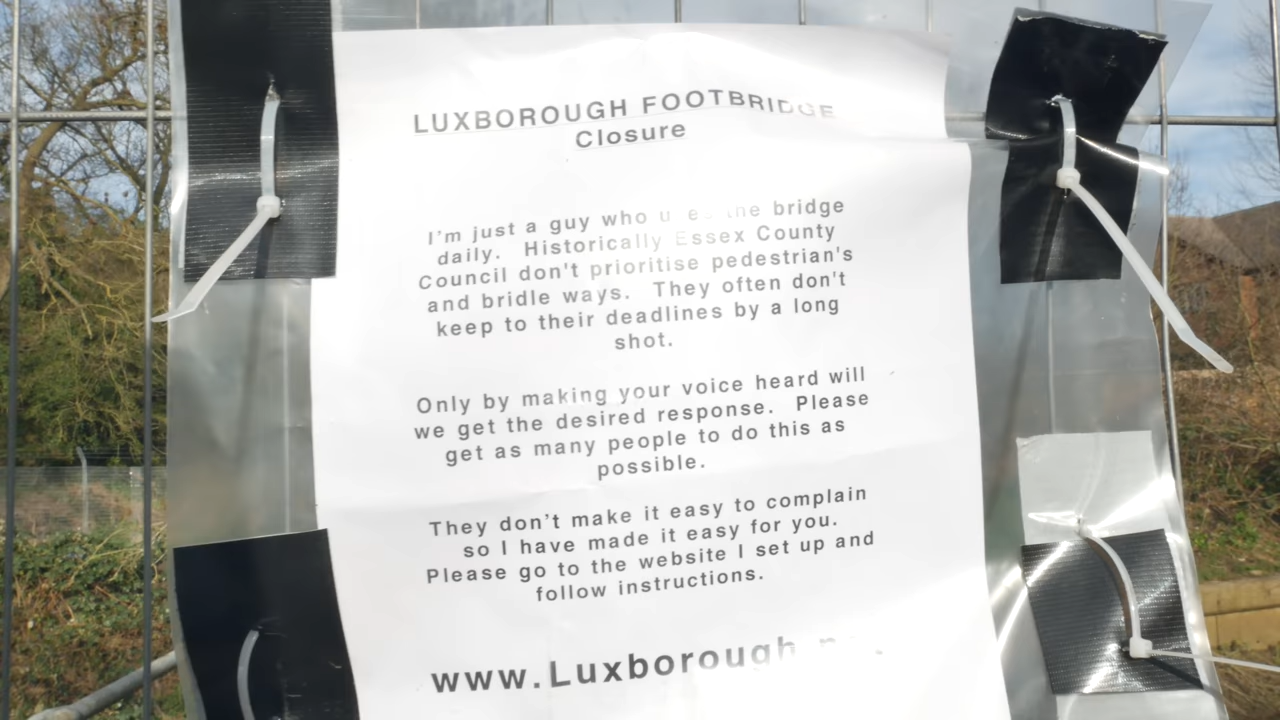 LUXBOROUGH FOOTBRIDGE
Closure
I'm just a guy who the bridge
daily. Historically Essex County
Council don't prioritise pedestrian's
and bridle ways. They often don't
keep to their deadlines by a long
shot.
Only by making your voice heard will
we get the desired response. Please
get as many people to do this as
possible.
They don't make it easy to complain
so I have made it easy for you.
Please go to the website I set up and
follow instructions.
www.Luxborough